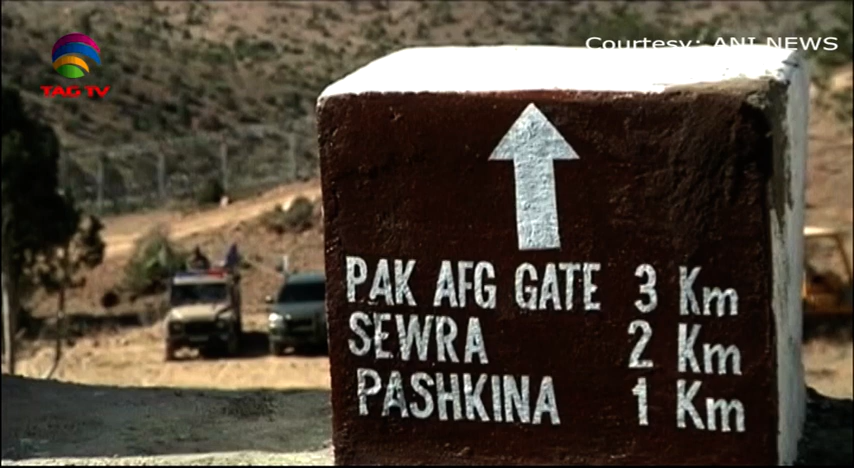 Courtesy: ANI NEWS
TAG TV
PAK AFG GATE 3 Km
SEWRA 2 Km
PASHKINA 1 Km